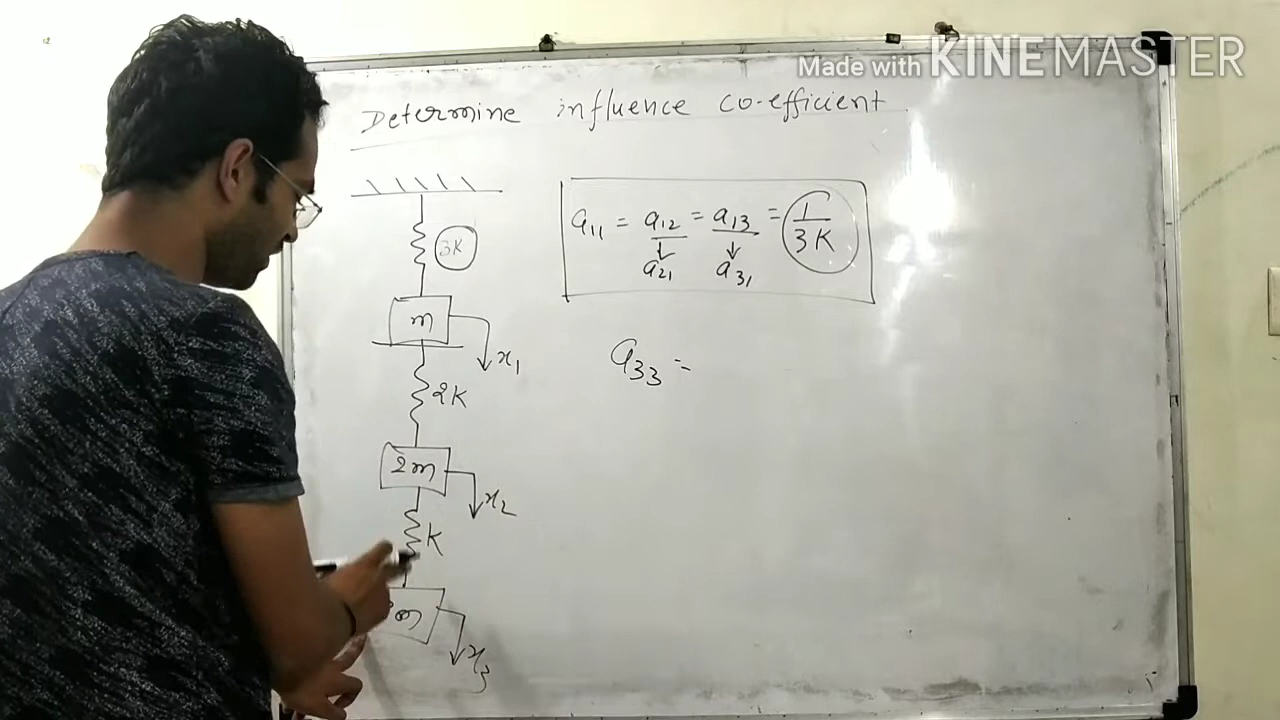 Made with KINEMASTER
Determine influence co-efficient
a11 = a12 = a13 = 1/3K
a21 a31
3K
m
x1
a33 =
2K
2m
x2
K
m
x3